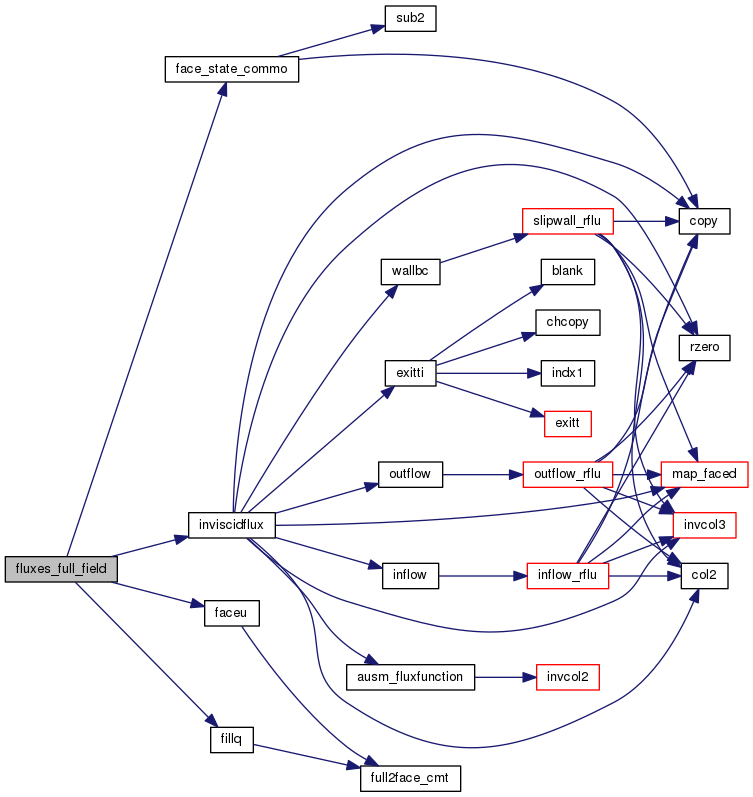 sub2
face_state_commo
copy
slipwall_rflu
wallbc
blank
chcopy
rzero
exitti
indx1
exitt
outflow
outflow_rflu
map_faced
inviscidflux
invcol3
fluxes_full_field
inflow
inflow_rflu
col2
faceu
ausm_fluxfunction
invcol2
fillq
full2face_cmt